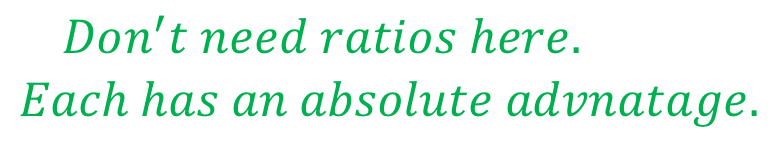 Don't need ratios here.
Each has an absolute advnatage.